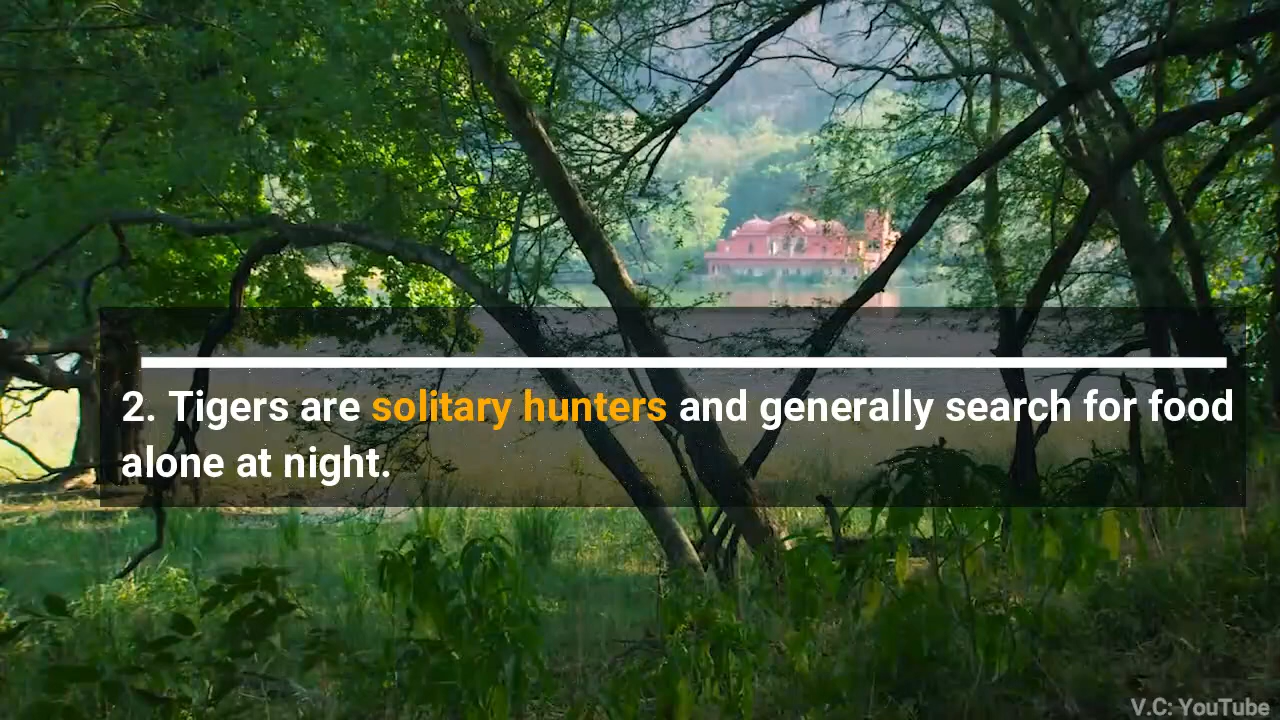 2. Tigers are solitary hunters and generally search for food
alone at night.
V.C: YouTube